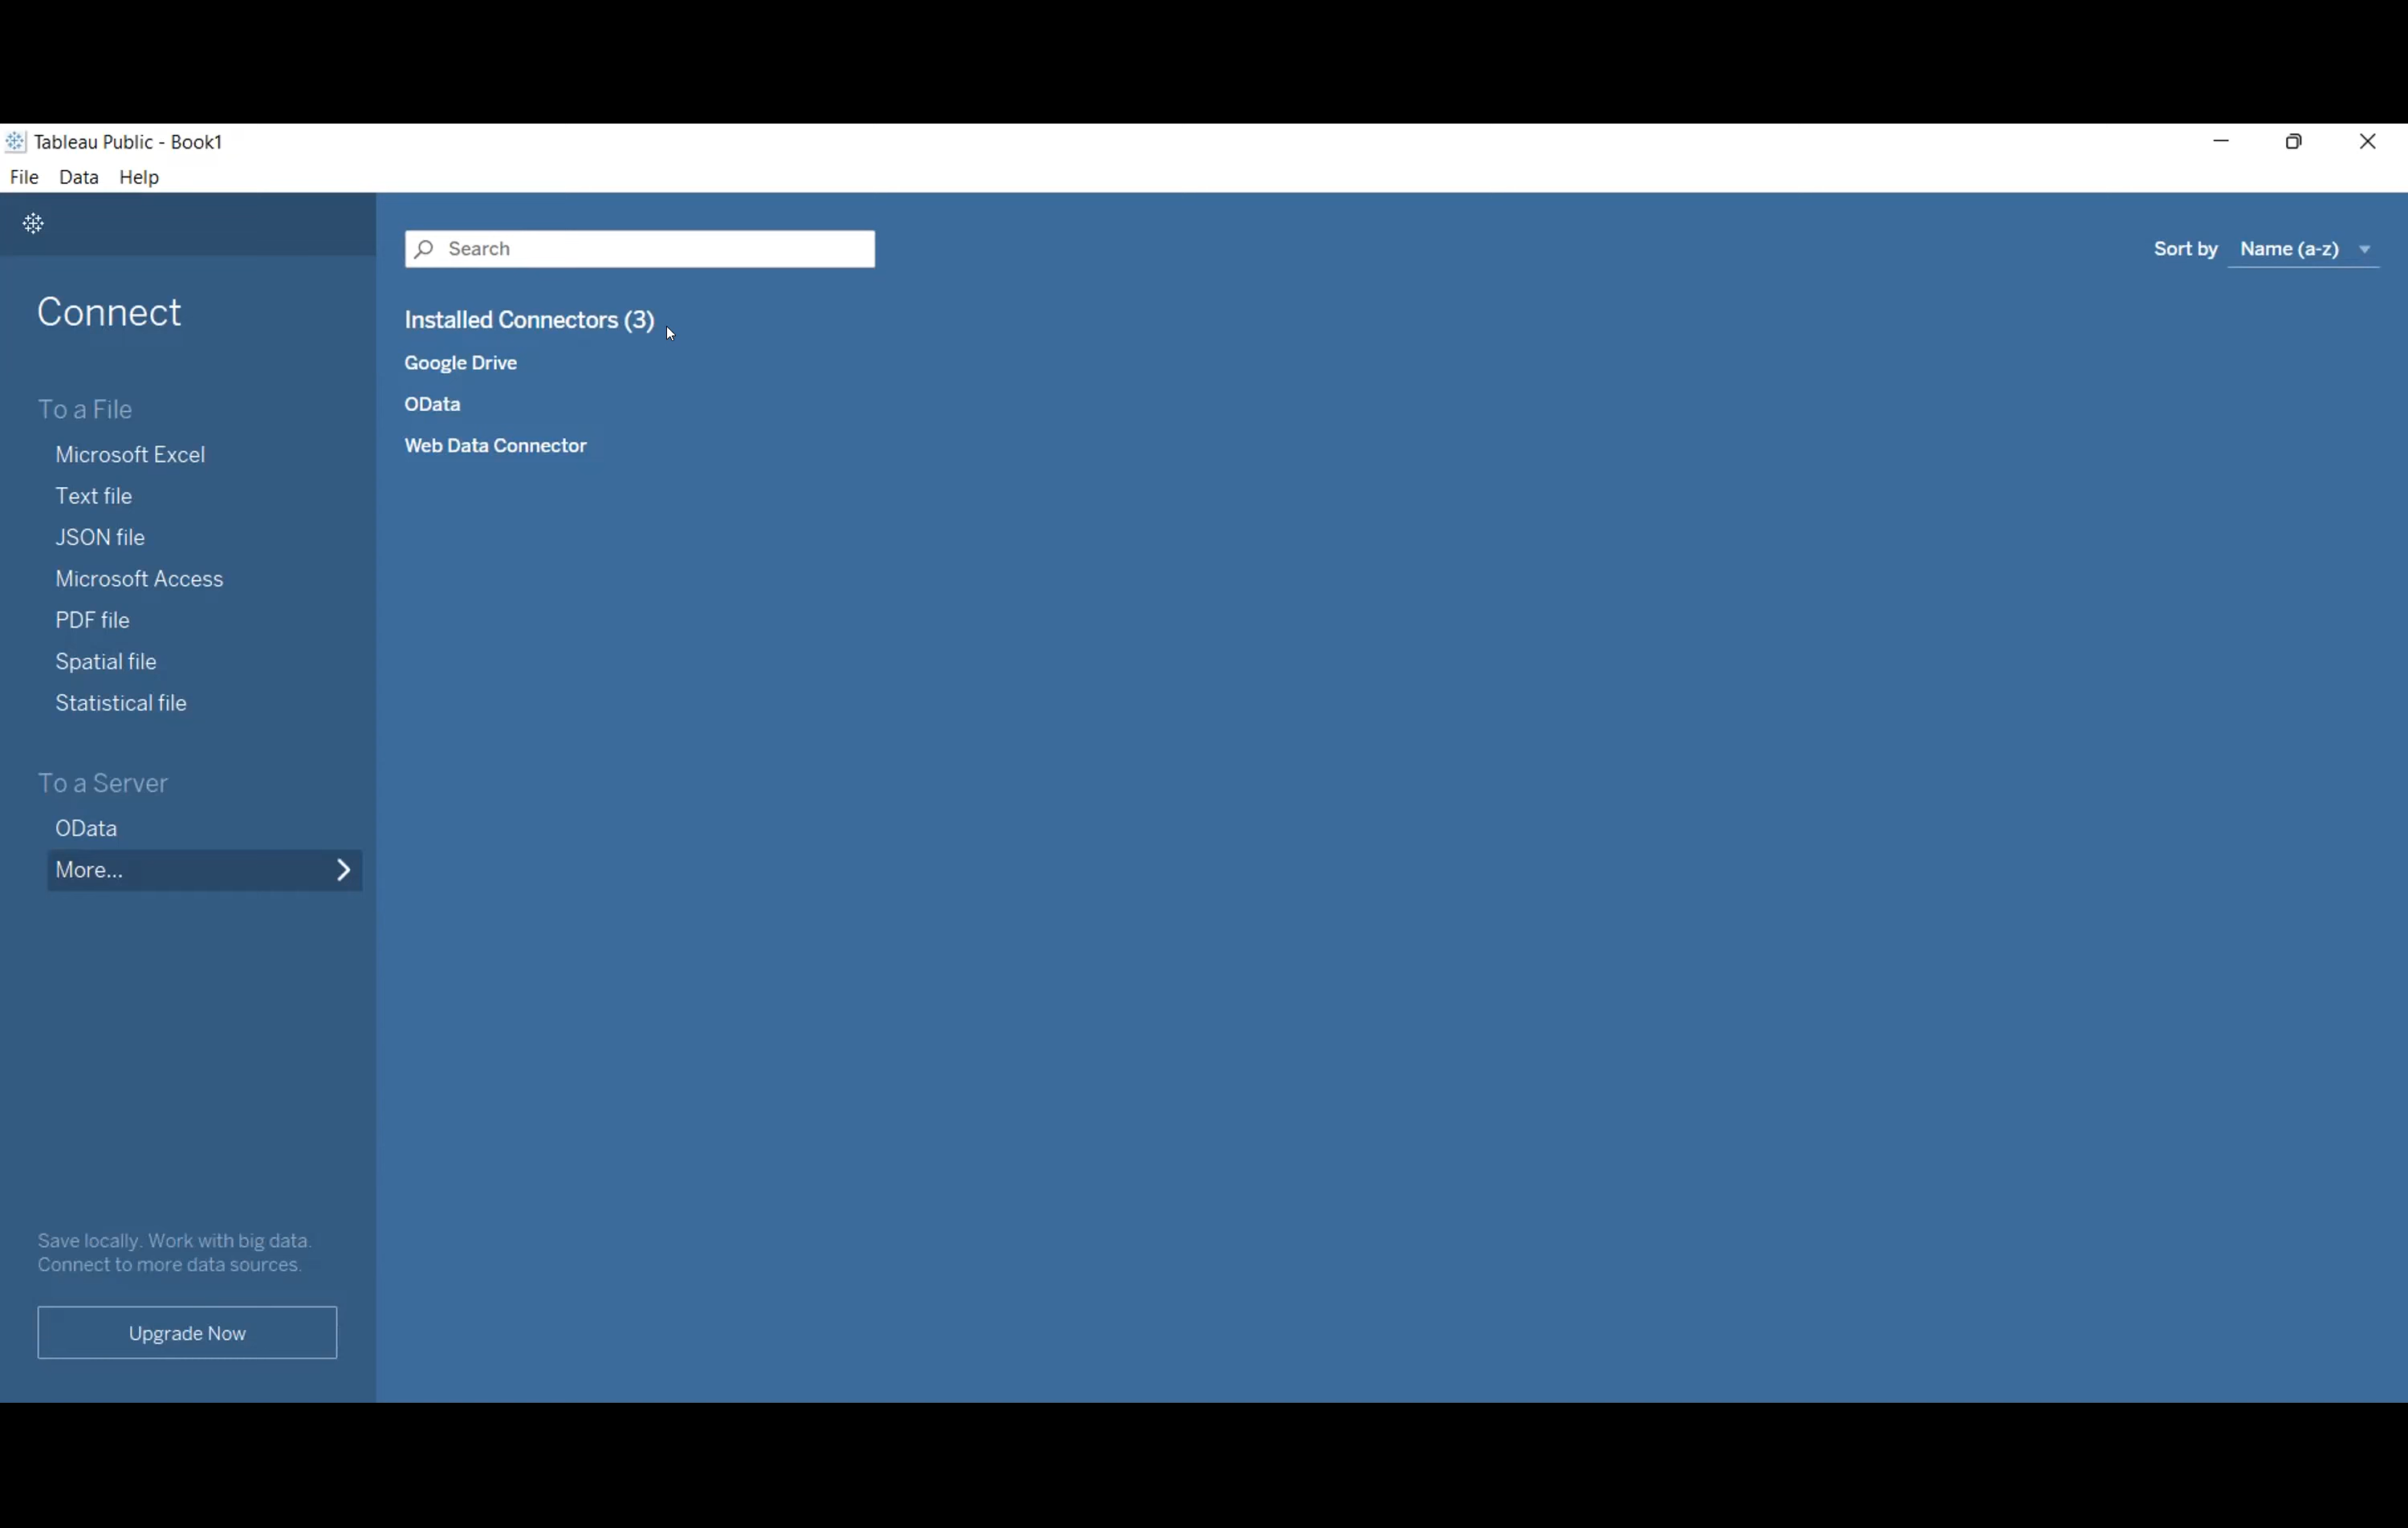 Tableau Public - Book1
File Data Help
Search
Sort by Name (a-z)
Connect
Installed Connectors (3)
Google Drive
OData
Web Data Connector
To a File
Microsoft Excel
Text file
JSON file
Microsoft Access
PDF file
Spatial file
Statistical file
To a Server
OData
More...
Save locally. Work with big data.
Connect to more data sources.
Upgrade Now